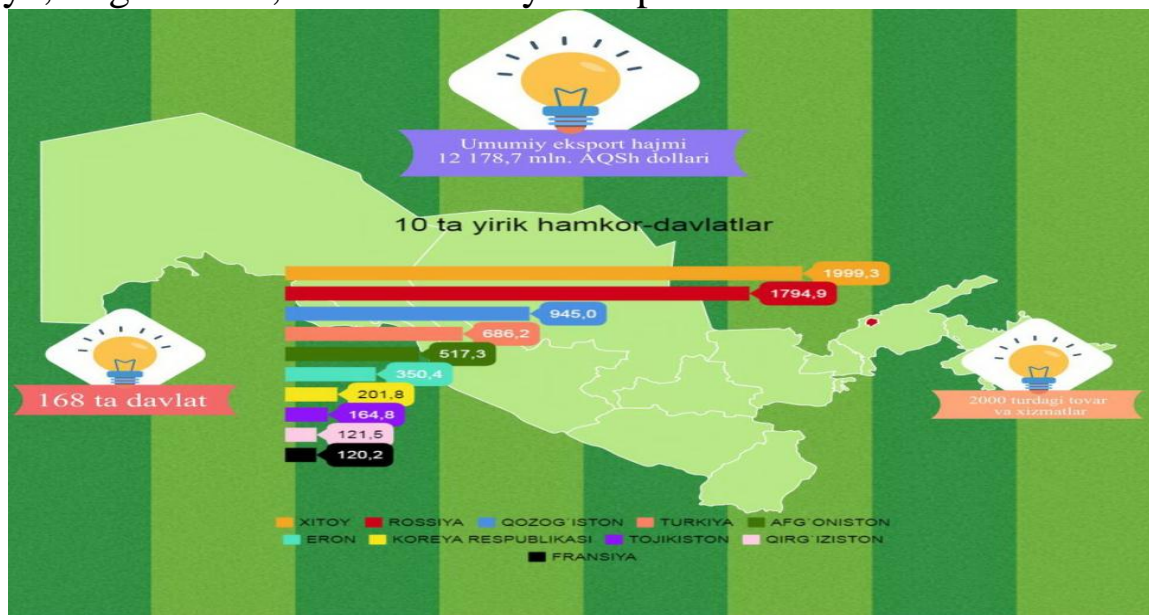 Umumiy eksport hajmi
12 178,7 mln. AQSh dollari
10 ta yirik hamkor-davlatlar
1999,3
1794,9
945,0
686,2
517,3
350,4
201,8
164,8
121,5
120,2
168 ta davlat
2000 turdagi tovar
va xizmatlar
XITOY ROSSIYA QOZOG`ISTON TURKIYA AFG`ONISTON
ERON KOREYA RESPUBLIKASI TOJIKISTON QIRG`IZISTON
FRANSIYA